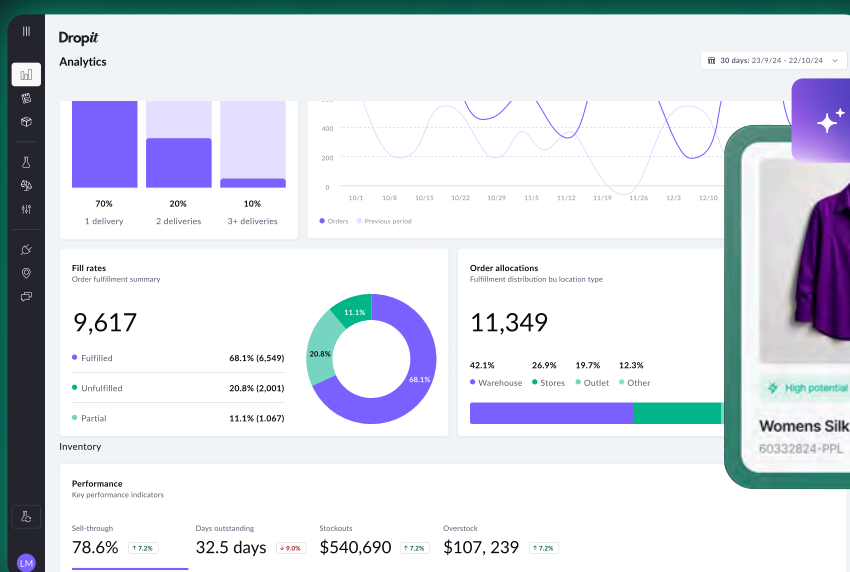 Dropit
Analytics
30 days: 23/9/24 - 22/10/24
70%
20%
10%
1 delivery
2 deliveries
3+ deliveries
400
200
0
10/1 10/8 10/15 10/22 10/29 11/5 11/12 11/19 11/26 12/3 12/10
Orders Previous period
Fill rates
Order fulfillment summary
9,617
Fulfilled 68.1% (6,549)
Unfulfilled 20.8% (2,001)
Partial 11.1% (1.067)
11.1%
20.8%
68.1%
Order allocations
Fulfillment distribution bu location type
11,349
42.1% 26.9% 19.7% 12.3%
Warehouse Stores Outlet Other
High potential
Womens Silk
60332824-PPL
Inventory
Performance
Key performance indicators
Sell-through Days outstanding Stockouts Overstock
78.6% ↑ 7.2% 32.5 days ↓ 9.0% $540,690 ↑ 7.2% $107, 239 ↑ 7.2%
LM